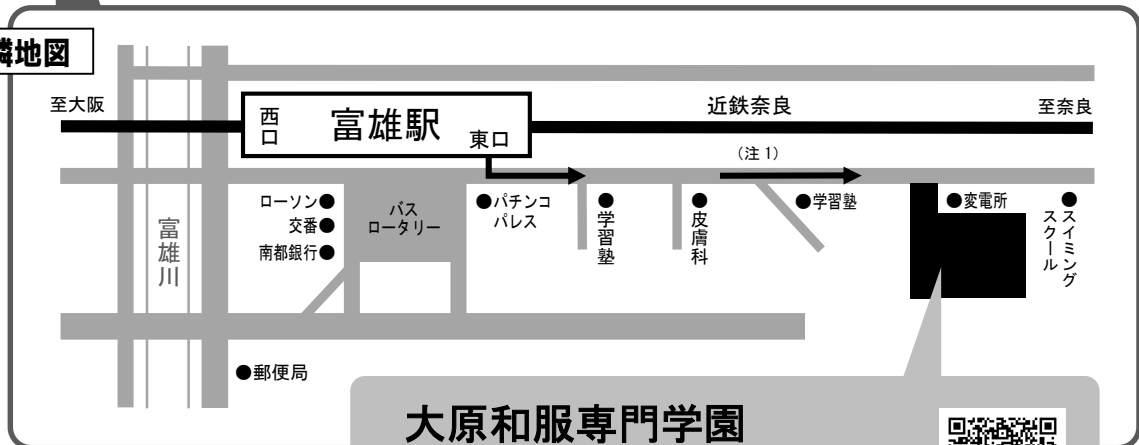 隣地図
至大阪
西口
富雄駅
東口
近鉄奈良
至奈良
(注1)
ローソン●
交番●
南都銀行●
バス
ロータリー
●パチンコ
パレス
●学習塾
●皮膚科
●学習塾
●変電所
●スイミング
スクール
富雄川
●郵便局
大原和服専門学園